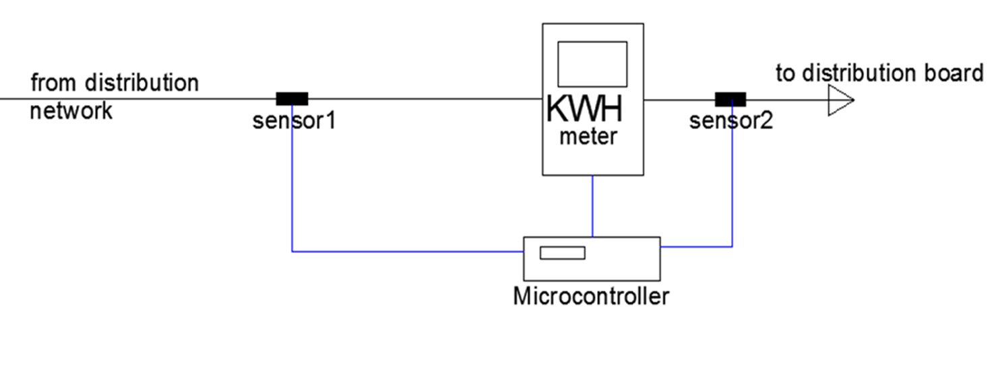 from distribution
network
sensor1
KWH
meter
sensor2
to distribution board
Microcontroller